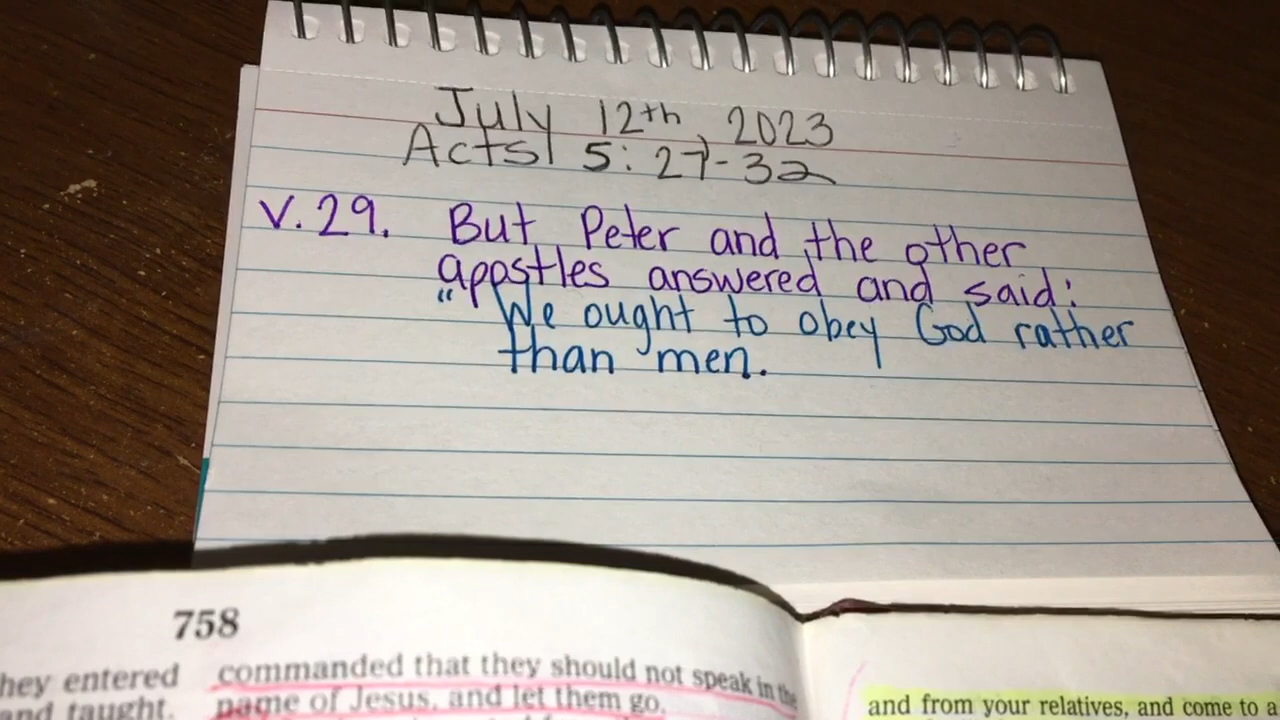 July 12th, 2023
Acts 5:27-32
v.29. But Peter and the other
apostles answered and said:
"We ought to obey God rather
than men.
758
hey entered
and taught.
commanded that they should not speak in the
name of Jesus, and let them go.
and from your relatives, and come to a